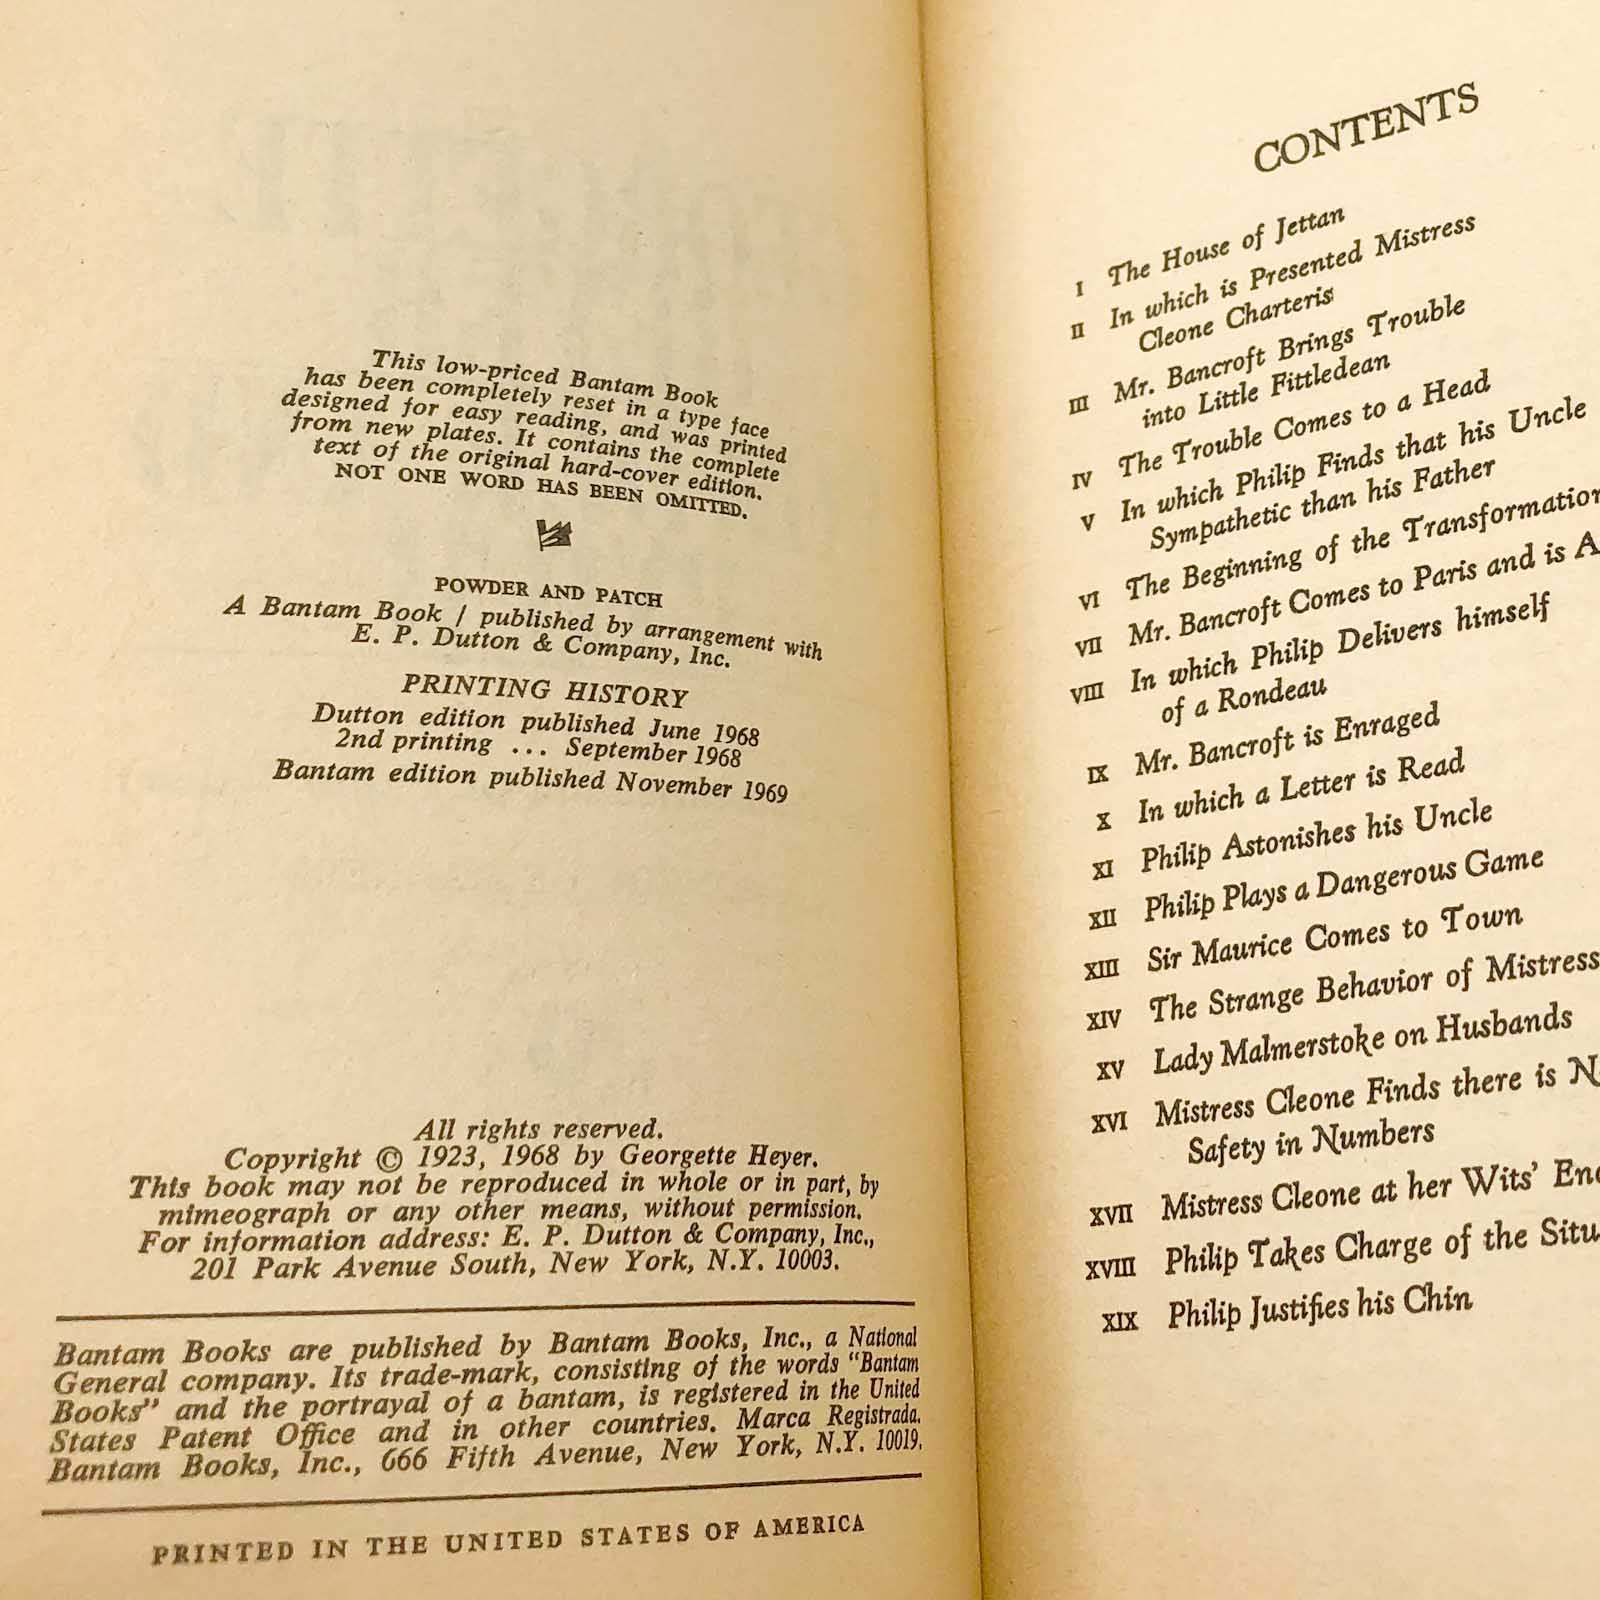 This low-priced Bantam Book
has been completely reset in a type face
designed for easy reading, and was printed
from new plates. It contains the complete
text of the original hard-cover edition.
NOT ONE WORD HAS BEEN OMITTED.
POWDER AND PATCH
A Bantam Book / published by arrangement with
E. P. Dutton & Company, Inc.
PRINTING HISTORY
Dutton edition published June 1968
2nd printing ... September 1968
Bantam edition published November 1969
All rights reserved.
Copyright © 1923, 1968 by Georgette Heyer.
This book may not be reproduced in whole or in part, by
mimeograph or any other means, without permission.
For information address: E. P. Dutton & Company, Inc.,
201 Park Avenue South, New York, N.Y. 10003.
Bantam Books are published by Bantam Books, Inc., a National
General company. Its trade-mark, consisting of the words "Bantam
Books" and the portrayal of a bantam, is registered in the United
States Patent Office and in other countries. Marca Registrada.
Bantam Books, Inc., 666 Fifth Avenue, New York, N.Y. 10019.
PRINTED IN THE UNITED STATES OF AMERICA
CONTENTS
I The House of Jettan
II In which is Presented Mistress
Cleone Charteris
III Mr. Bancroft Brings Trouble
into Little Fittledean
IV The Trouble Comes to a Head
V In which Philip Finds that his Uncle
Sympathetic than his Father
VI The Beginning of the Transformation
VII Mr. Bancroft Comes to Paris and is A
VIII In which Philip Delivers himself
of a Rondeau
IX Mr. Bancroft is Enraged
X In which a Letter is Read
XI Philip Astonishes his Uncle
XII Philip Plays a Dangerous Game
XIII Sir Maurice Comes to Town
XIV The Strange Behavior of Mistress
XV Lady Malmerstoke on Husbands
XVI Mistress Cleone Finds there is N
Safety in Numbers
XVII Mistress Cleone at her Wits' En
XVIII Philip Takes Charge of the Situ
XIX Philip Justifies his Chin